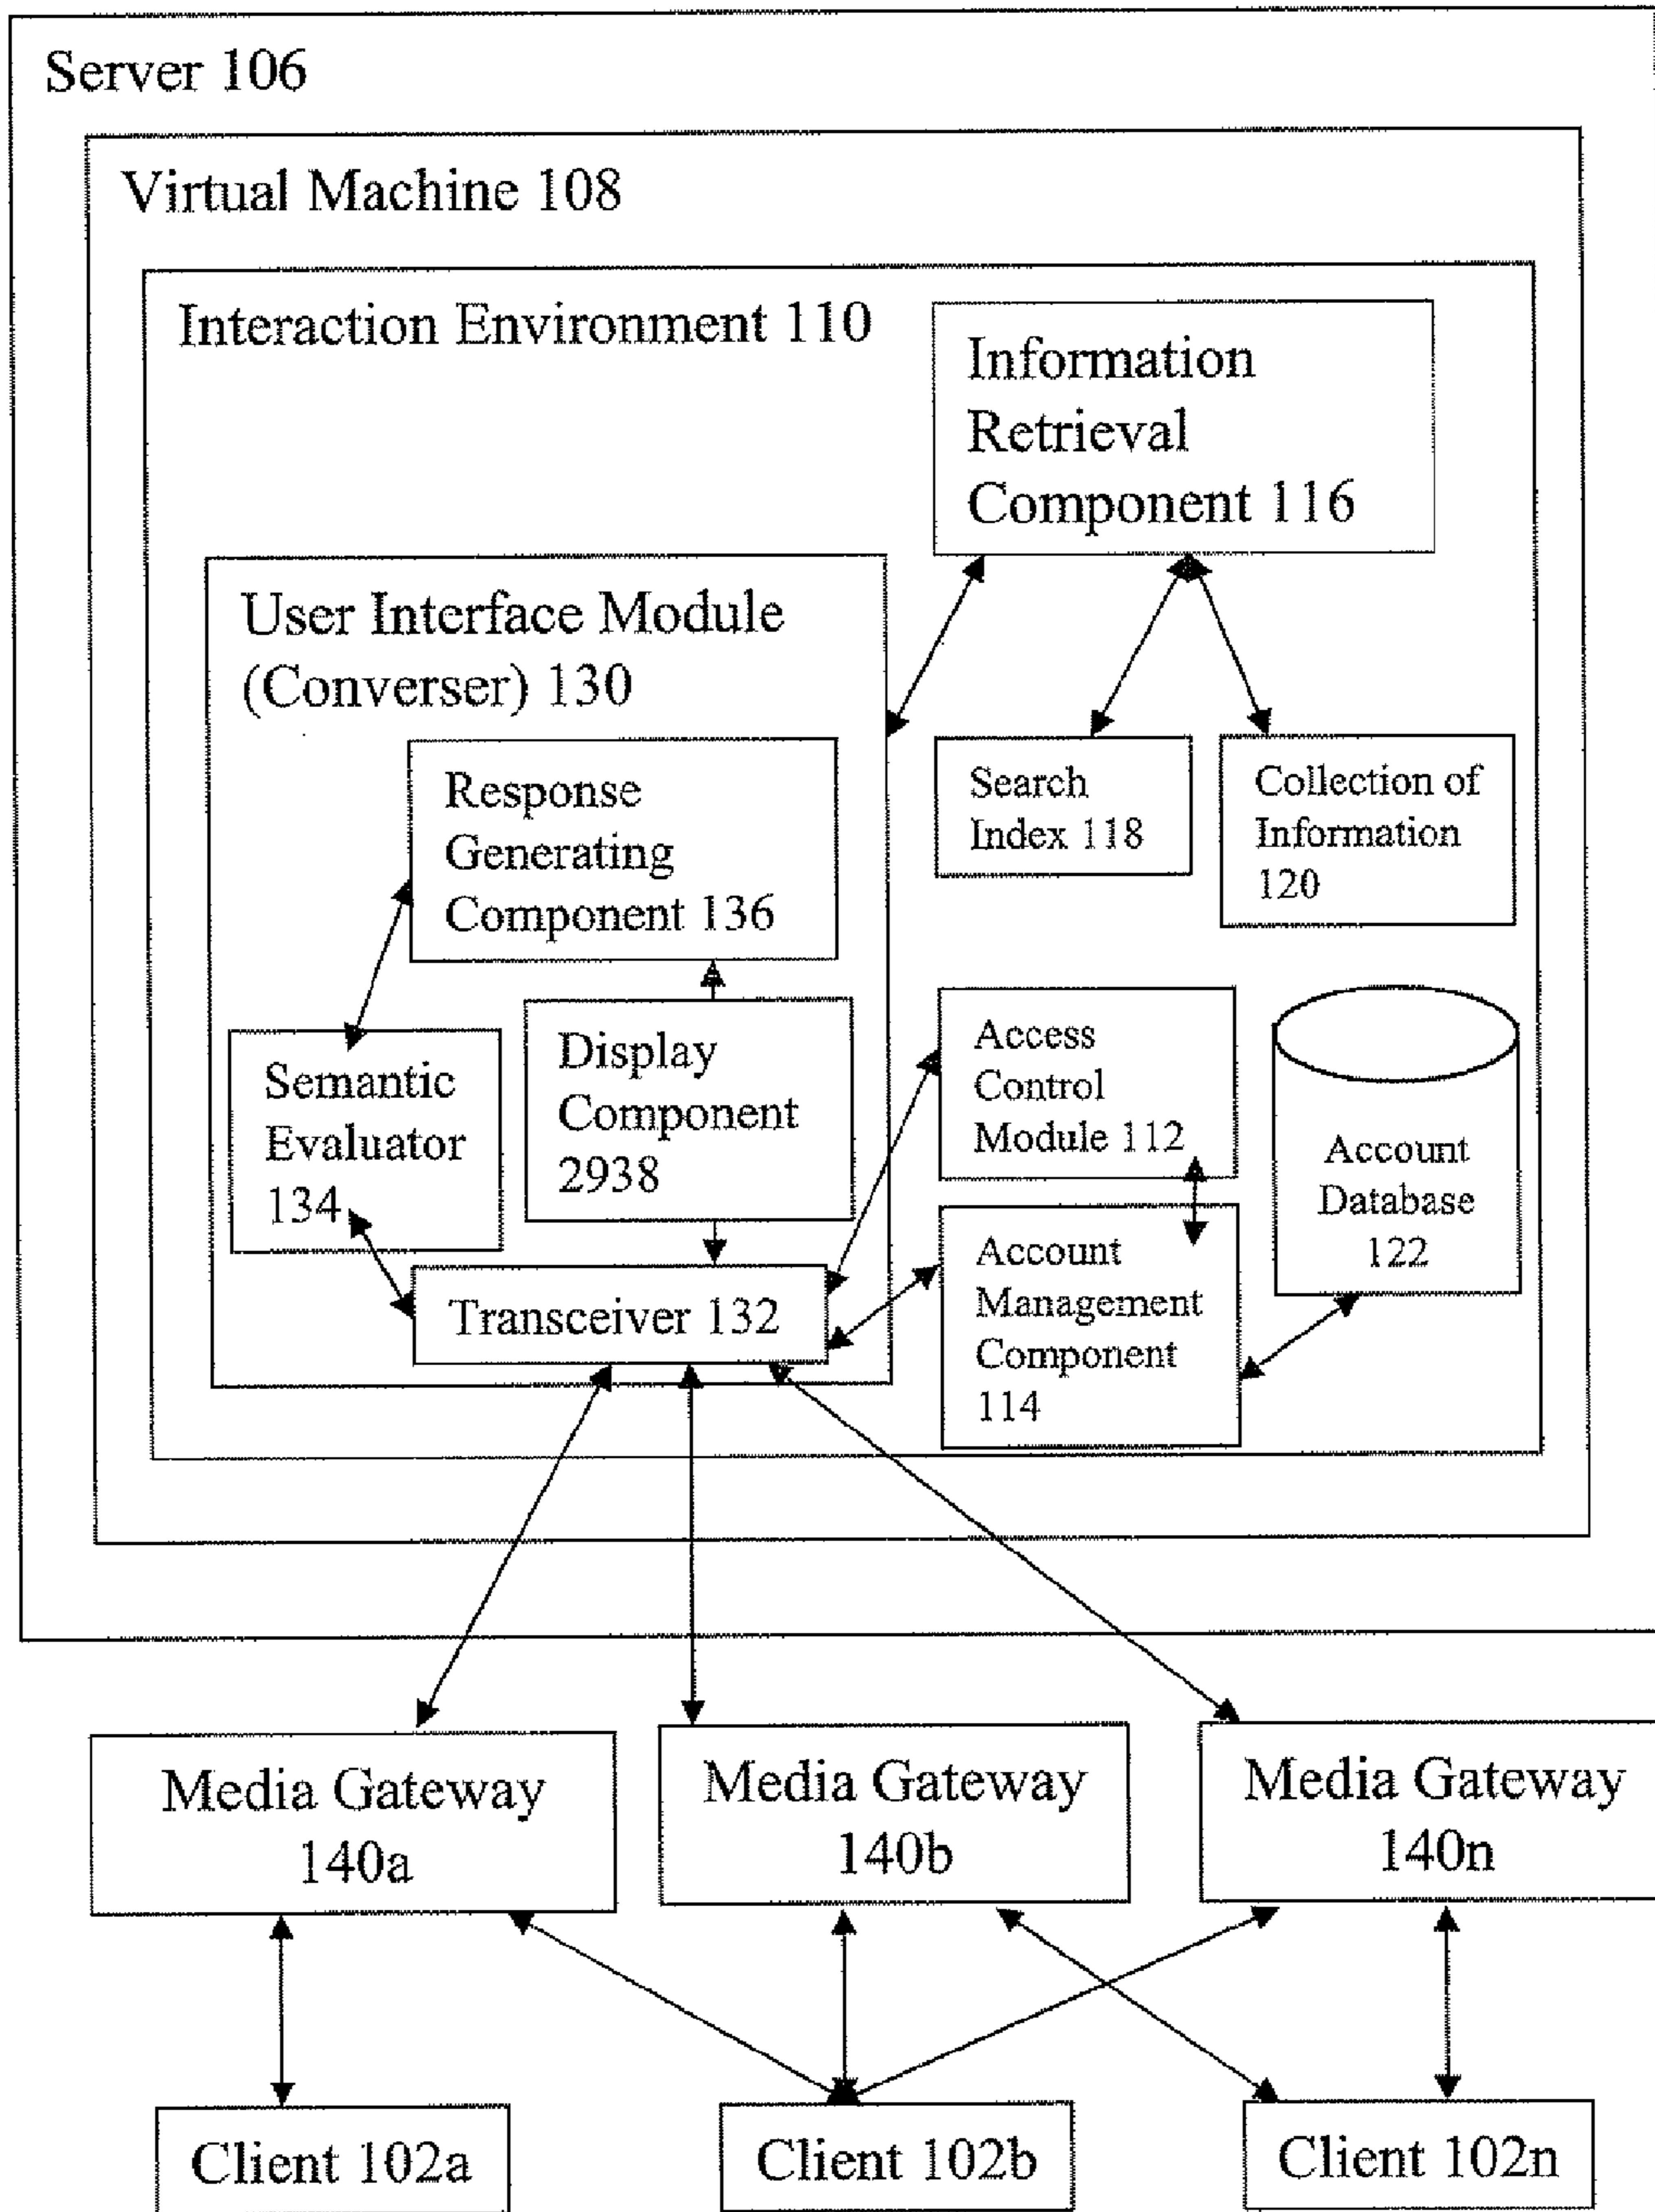 Server 106
Virtual Machine 108
Interaction Environment 110
Information
Retrieval
Component 116
User Interface Module
(Converser) 130
Response
Generating
Component 136
Search
Index 118
Collection of
Information
120
Semantic
Evaluator
134
Display
Component
2938
Access
Control
Module 112
Account
Database
122
Account
Management
Component
114
Transceiver 132
Media Gateway
140a
Media Gateway
140b
Media Gateway
140n
Client 102a
Client 102b
Client 102n